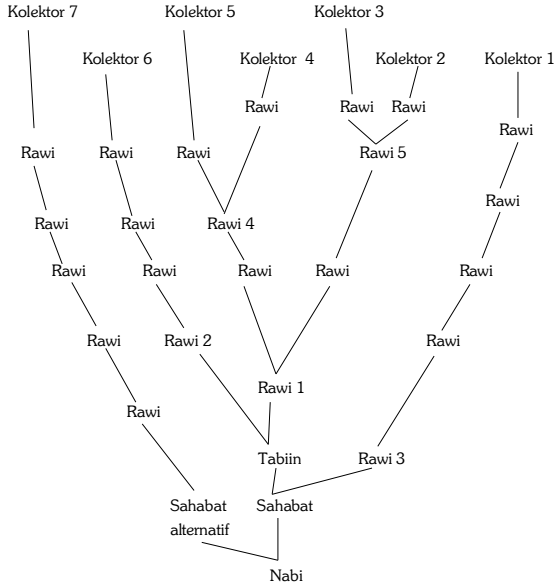 Kolektor 7
Kolektor 5
Kolektor 3
Kolektor 6
Kolektor 4
Kolektor 2
Kolektor 1
Rawi
Rawi
Rawi
Rawi
Rawi
Rawi
Rawi
Rawi 5
Rawi
Rawi
Rawi 4
Rawi
Rawi
Rawi
Rawi
Rawi
Rawi
Rawi
Rawi 2
Rawi
Rawi 1
Rawi
Tabiin
Rawi 3
Sahabat
alternatif
Sahabat
Nabi